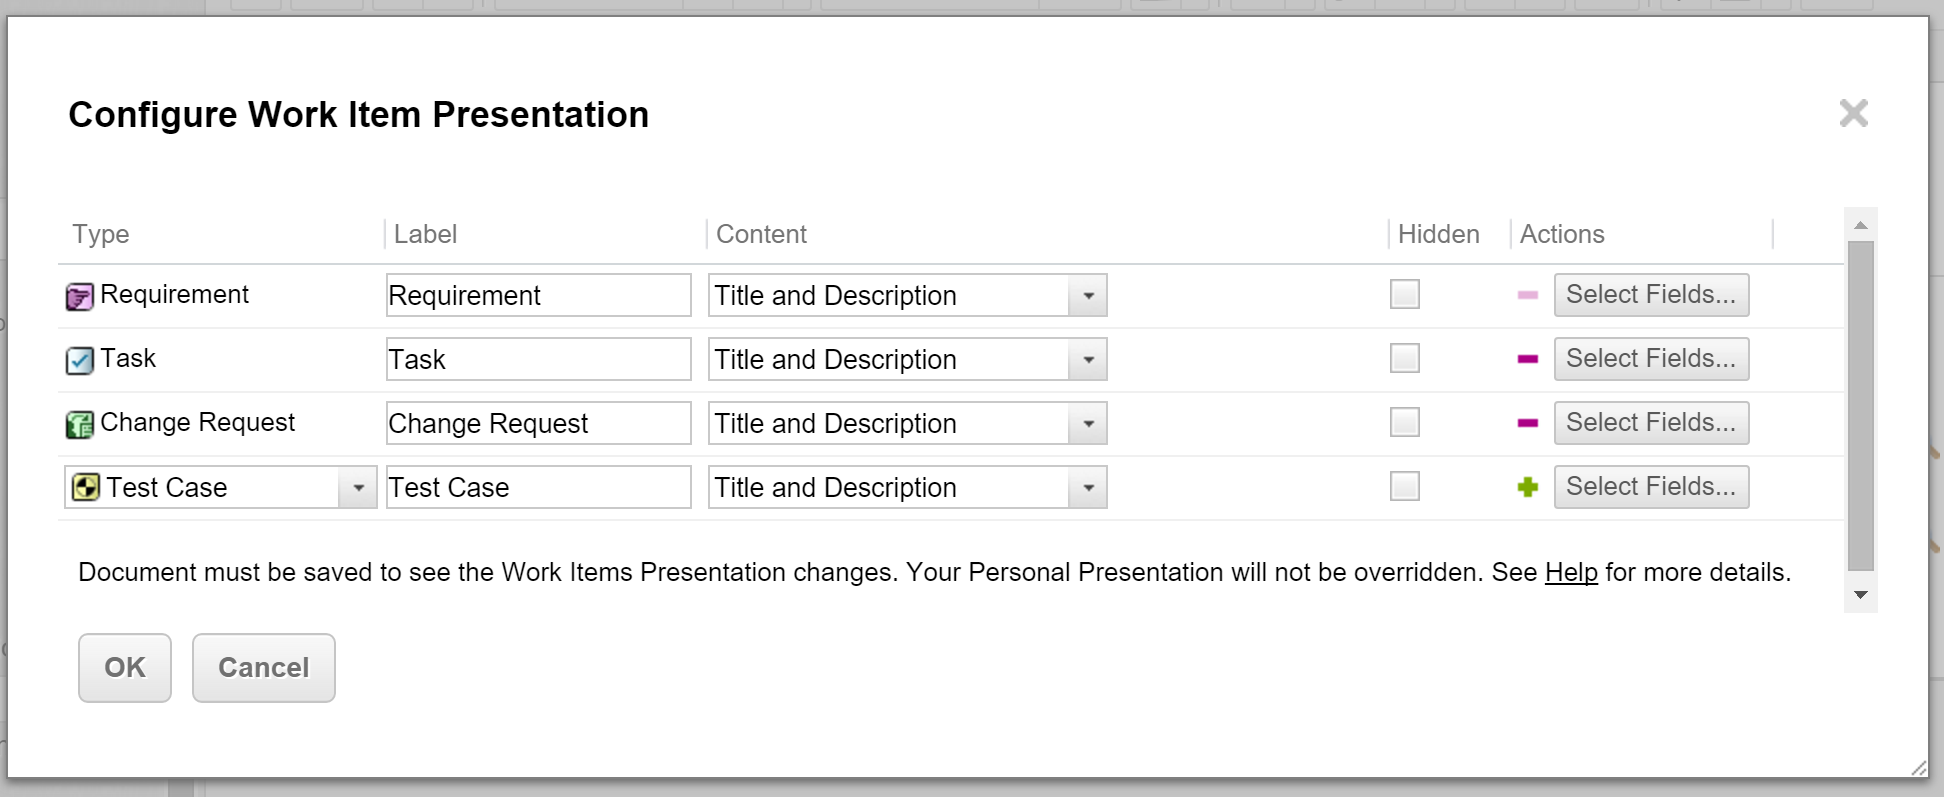 Configure Work Item Presentation
Type Label Content Hidden Actions
Requirement Requirement Title and Description Select Fields...
Task Task Title and Description Select Fields...
Change Request Change Request Title and Description Select Fields...
Test Case Test Case Title and Description Select Fields...
Document must be saved to see the Work Items Presentation changes. Your Personal Presentation will not be overridden. See Help for more details.
OK Cancel